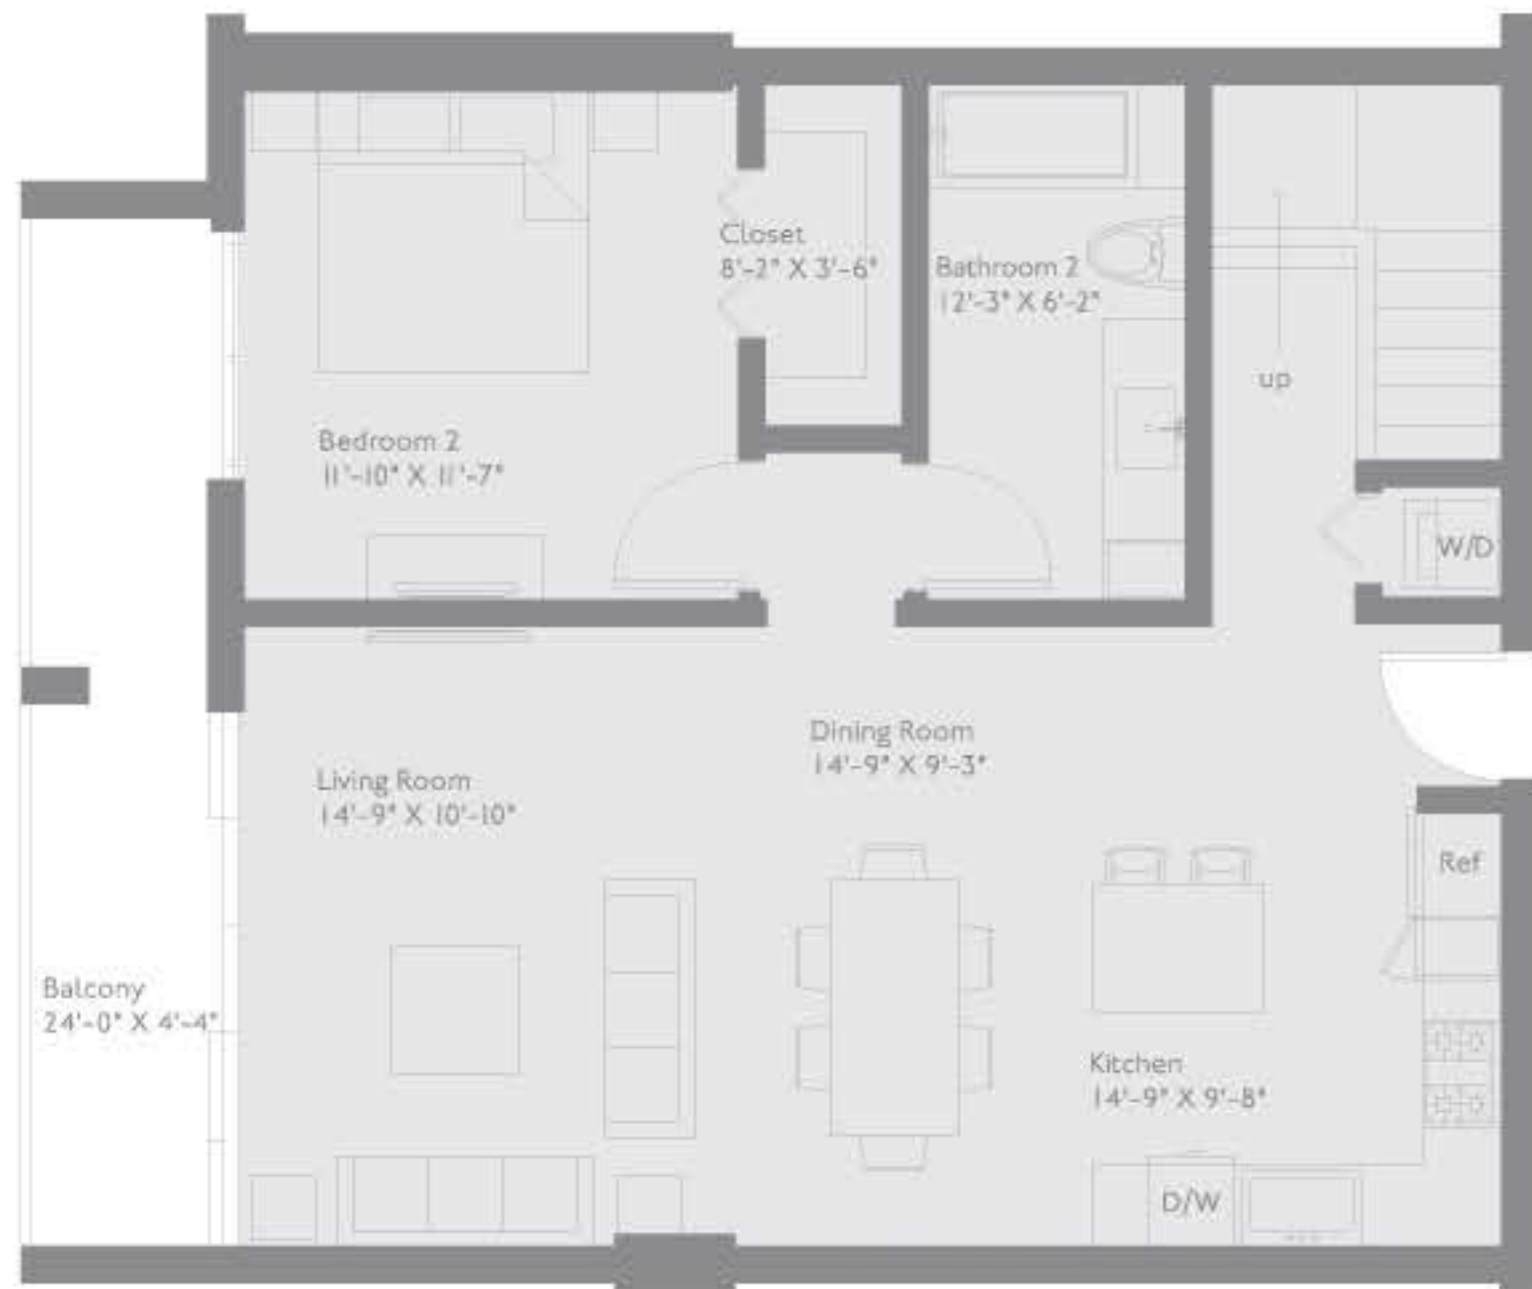 Closet
8'-2" X 3'-6"
Bathroom 2
12'-3" X 6'-2"
up
Bedroom 2
11'-10" X 11'-7"
W/D
Dining Room
14'-9" X 9'-3"
Living Room
14'-9" X 10'-10"
Ref
Balcony
24'-0" X 4'-4"
Kitchen
14'-9" X 9'-8"
D/W